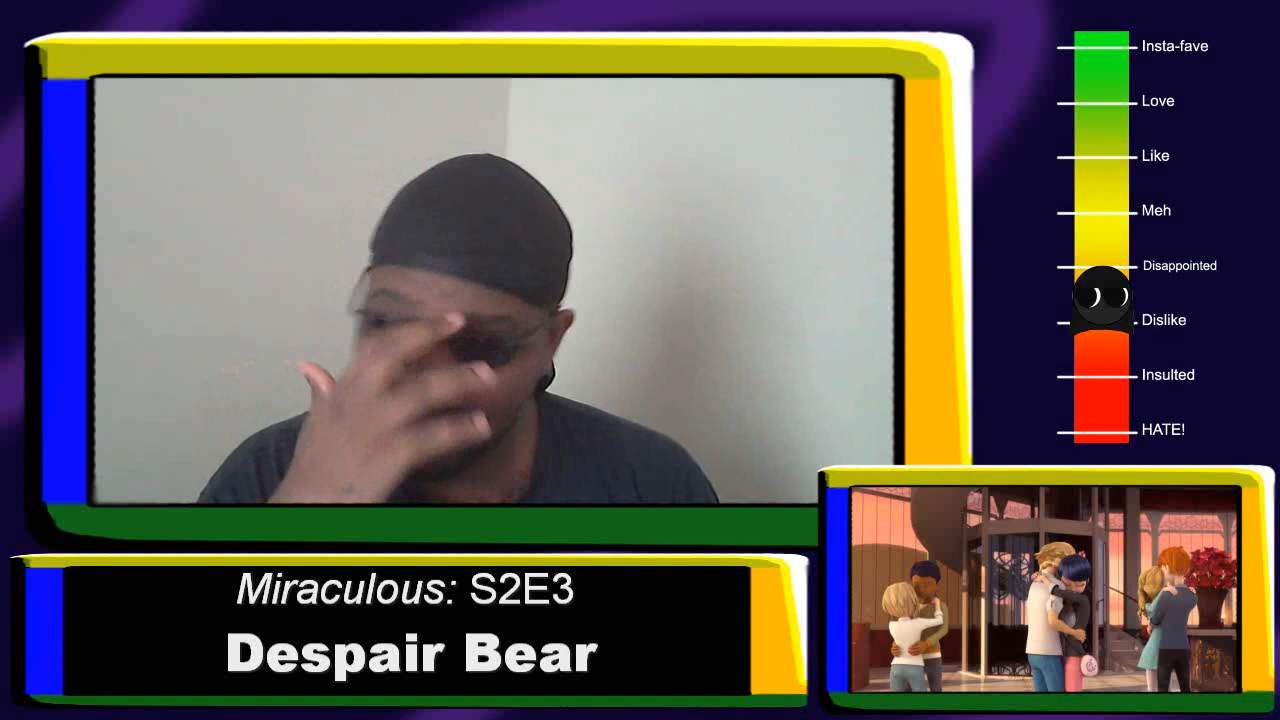 Insta-fave
Love
Like
Meh
Disappointed
Dislike
Insulted
HATE!
Miraculous: S2E3
Despair Bear